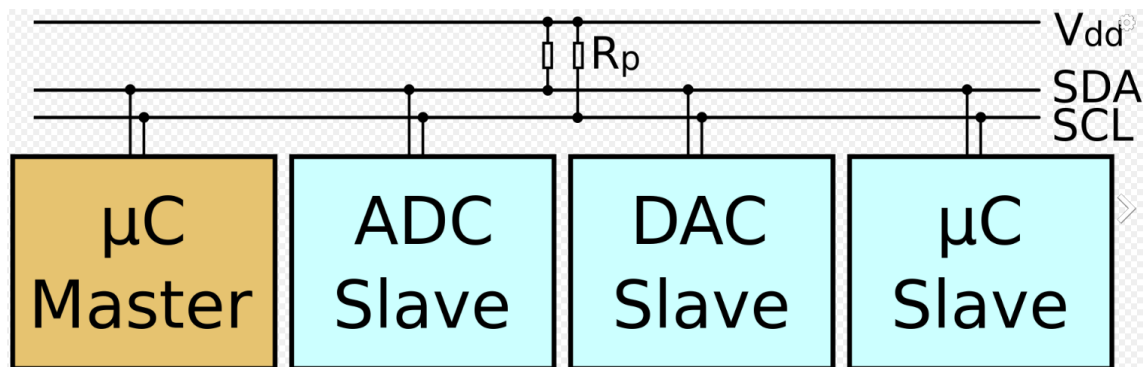 Vdd
Rp
SDA
SCL
µC
Master
ADC
Slave
DAC
Slave
µC
Slave